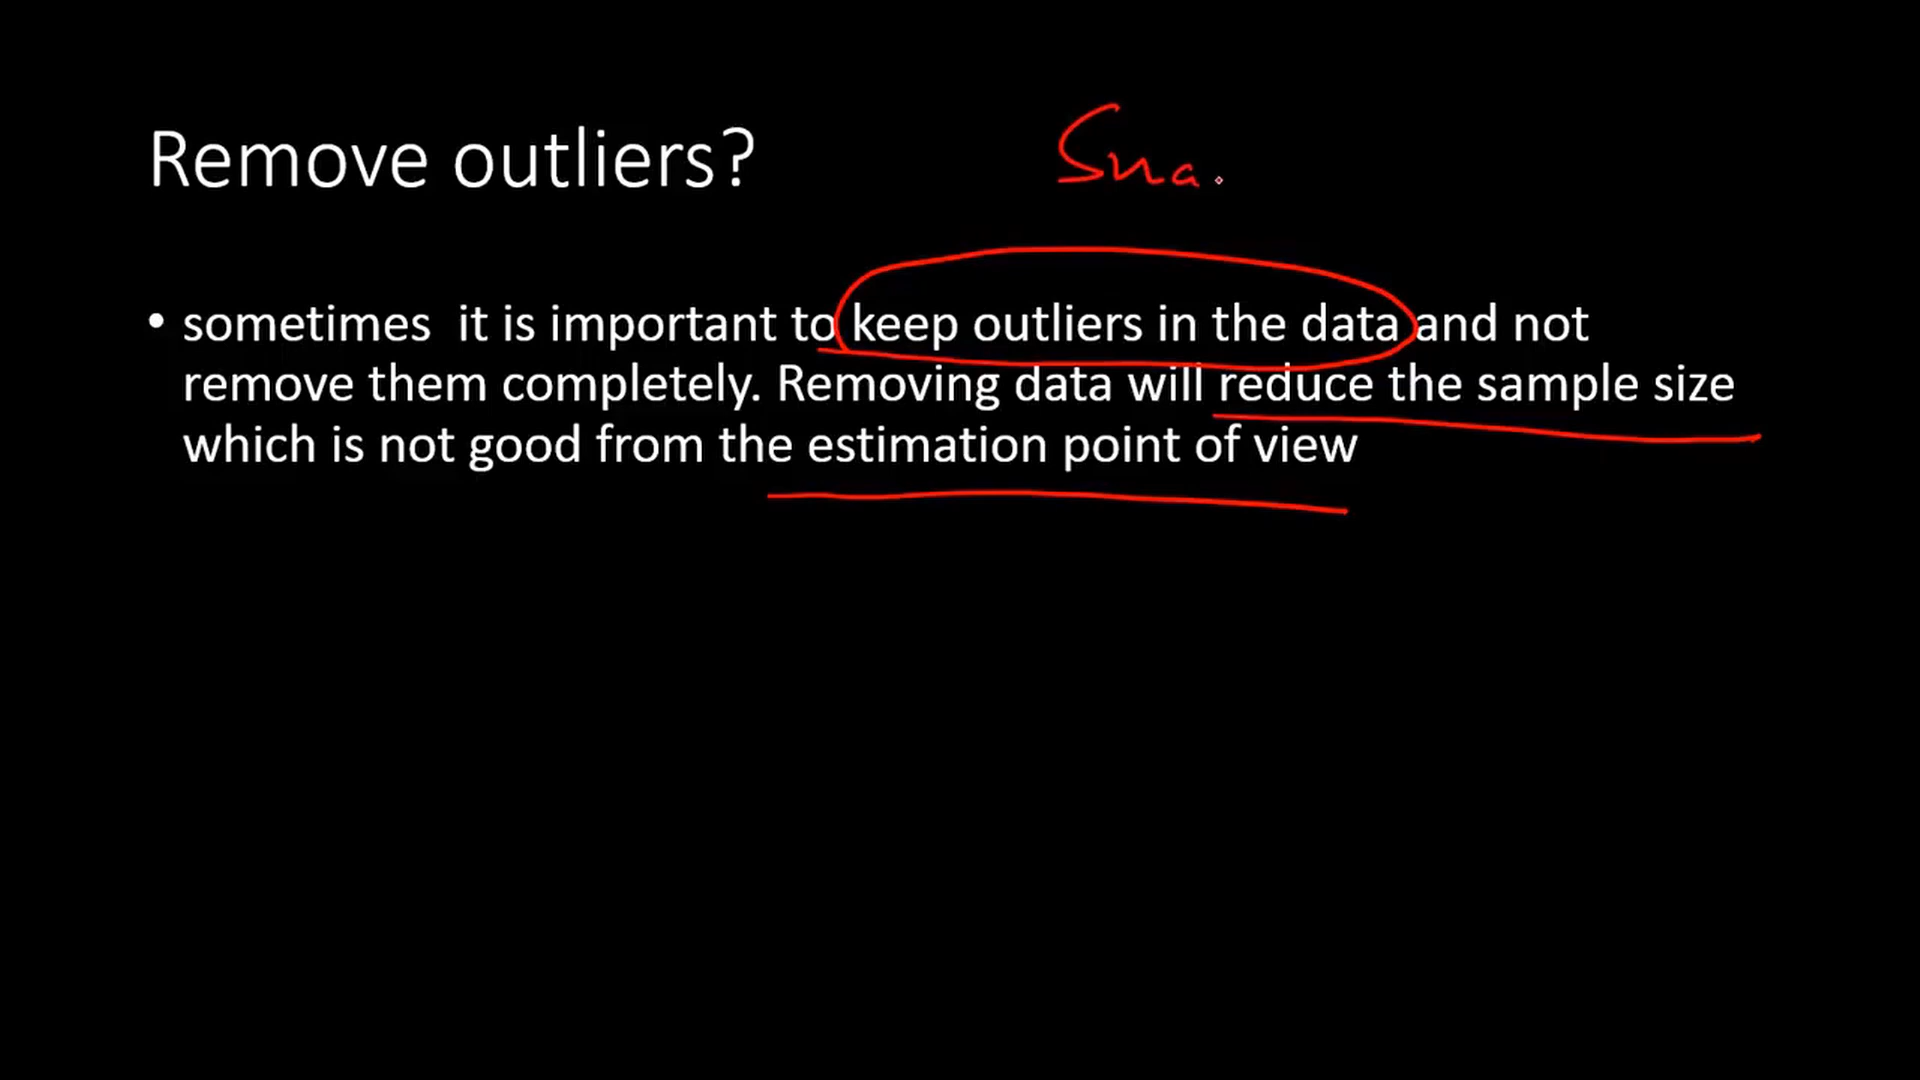 Remove outliers?
Sma
• sometimes  it is important to keep outliers in the data and not
remove them completely. Removing data will reduce the sample size
which is not good from the estimation point of view